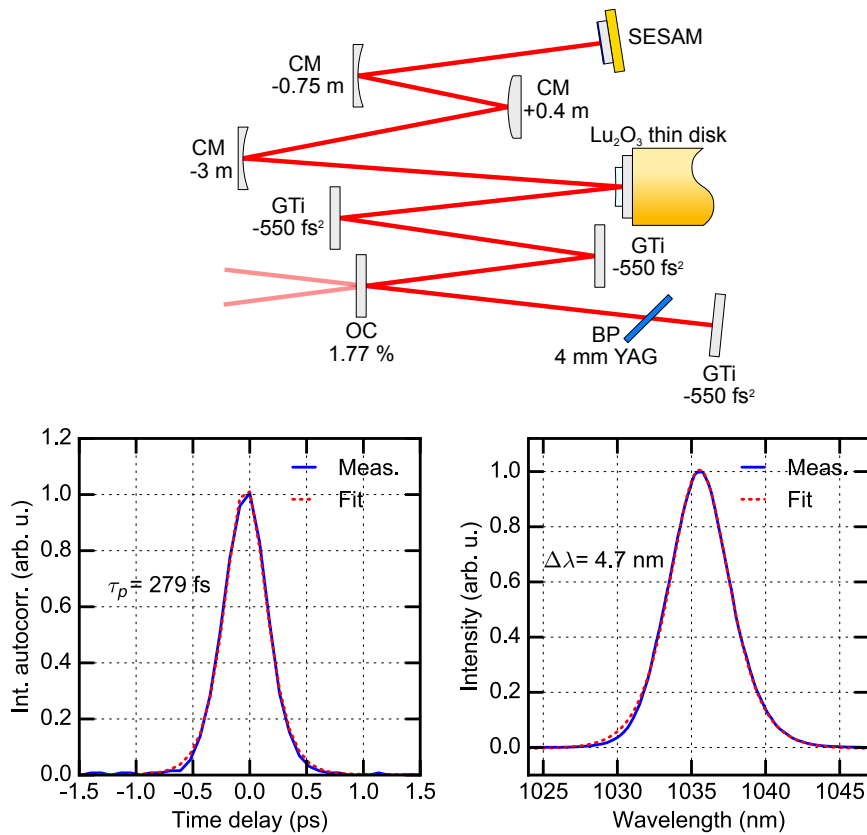 SESAM
CM
-0.75 m
CM
+0.4 m
Lu₂O₃ thin disk
CM
-3 m
GTi
-550 fs²
GTi
-550 fs²
OC
1.77 %
BP
4 mm YAG
GTi
-550 fs²
1.2
1.0
0.8
0.6
0.4
0.2
0.0
Int. autocorr. (arb. u.)
Meas.
Fit
τₚ = 279 fs
-1.5 -1.0 -0.5 0.0 0.5 1.0 1.5
Time delay (ps)
1.0
0.8
0.6
0.4
0.2
0.0
Intensity (arb. u.)
Meas.
Fit
Δλ= 4.7 nm
1025 1030 1035 1040 1045
Wavelength (nm)